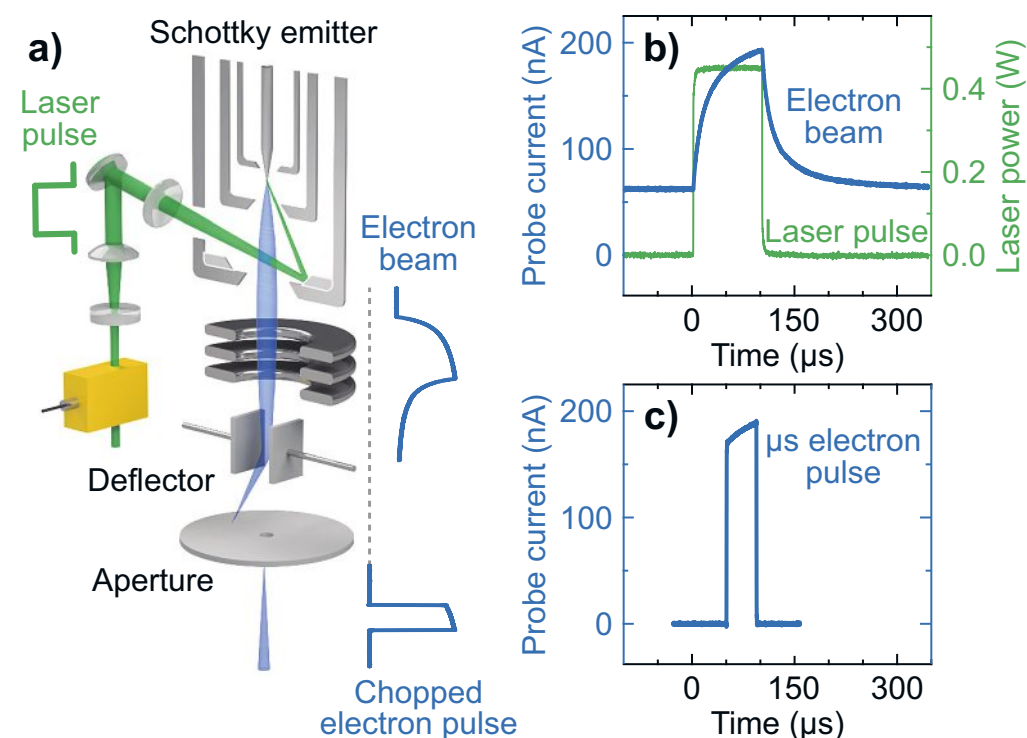 a)
Schottky emitter
Laser
pulse
Electron
beam
Deflector
Aperture
Chopped
electron pulse
b)
Probe current (nA)
200
100
0
Electron
beam
Laser pulse
0.4
0.2
0.0
Laser power (W)
0 150 300
Time (µs)
c)
Probe current (nA)
200
100
0
µs electron
pulse
0 150 300
Time (µs)